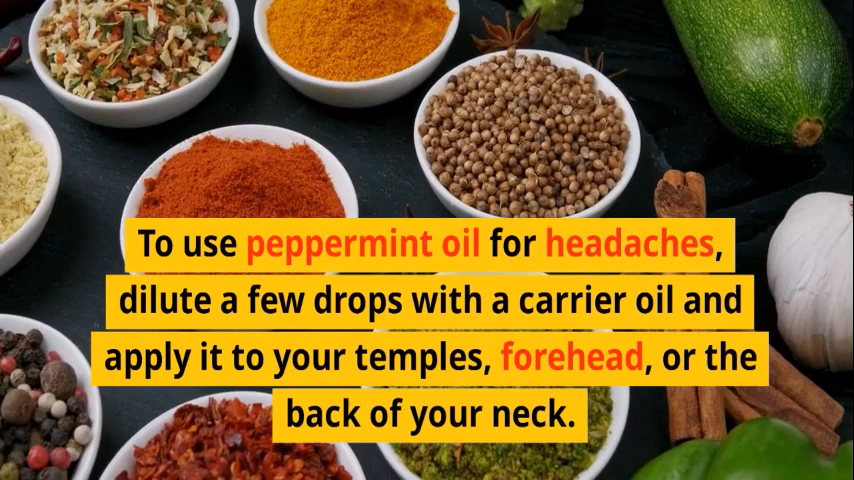 To use peppermint oil for headaches,
dilute a few drops with a carrier oil and
apply it to your temples, forehead, or the
back of your neck.